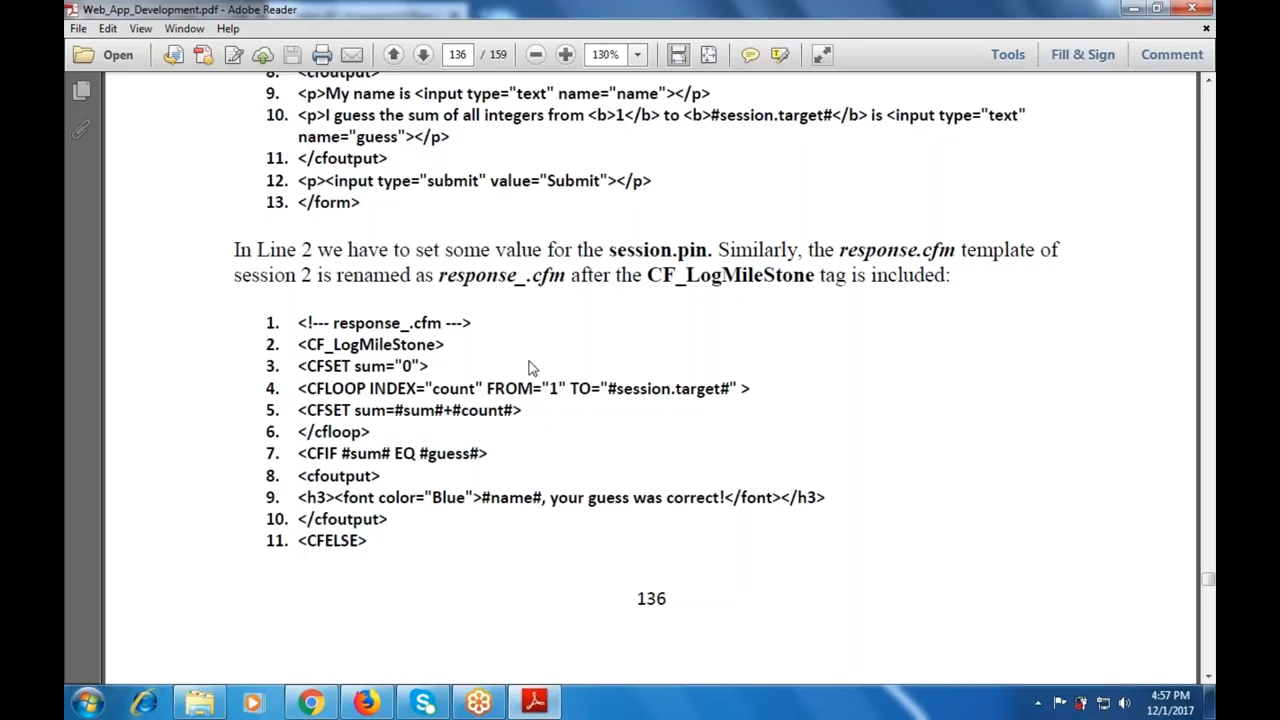 Web_App_Development.pdf - Adobe Reader
File Edit View Window Help
Open 136 / 159 130% Tools Fill & Sign Comment
8. <cfoutput>
9. <p>My name is <input type="text" name="name"></p>
10. <p>I guess the sum of all integers from <b>1</b> to <b>#session.target#</b> is <input type="text"
name="guess"></p>
11. </cfoutput>
12. <p><input type="submit" value="Submit"></p>
13. </form>
In Line 2 we have to set some value for the session.pin. Similarly, the response.cfm template of
session 2 is renamed as response_.cfm after the CF_LogMileStone tag is included:
1. <!--- response_.cfm --->
2. <CF_LogMileStone>
3. <CFSET sum="0">
4. <CFLOOP INDEX="count" FROM="1" TO="#session.target#" >
5. <CFSET sum=#sum#+#count#>
6. </cfloop>
7. <CFIF #sum# EQ #guess#>
8. <cfoutput>
9. <h3><font color="Blue">#name#, your guess was correct!</font></h3>
10. </cfoutput>
11. <CFELSE>
136
4:57 PM
12/1/2017